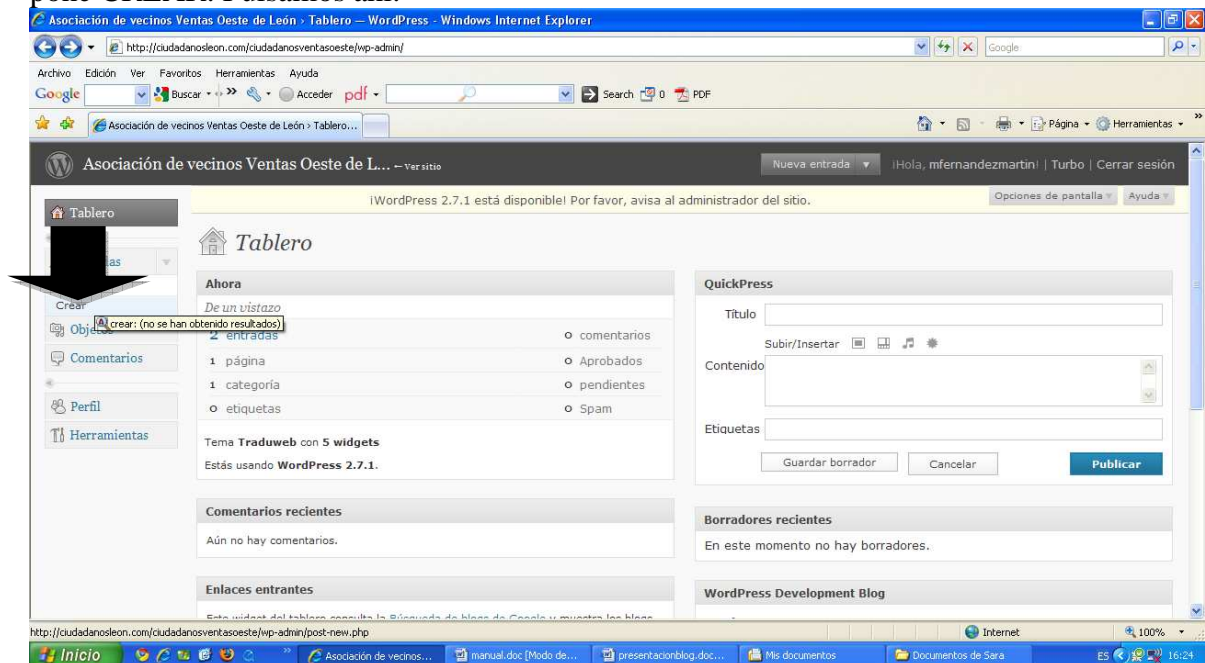 pone CREAR. Pulsamos ahí.
Asociación de vecinos Ventas Oeste de León › Tablero — WordPress - Windows Internet Explorer
http://ciudadanosleon.com/ciudadanosventasoeste/wp-admin/
Google
Archivo Edición Ver Favoritos Herramientas Ayuda
Google Buscar Acceder pdf Search 0 PDF
Asociación de vecinos Ventas Oeste de León › Tablero...
Página Herramientas
Asociación de vecinos Ventas Oeste de L... ← Ver sitio
Nueva entrada
¡Hola, mfernandezmartin! | Turbo | Cerrar sesión
¡WordPress 2.7.1 está disponible! Por favor, avisa al administrador del sitio.
Opciones de pantalla
Ayuda
Tablero
as
Crear
crear: (no se han obtenido resultados)
Comentarios
Perfil
Herramientas
Tablero
Ahora
De un vistazo
2 entradas
0 comentarios
1 página
0 Aprobados
1 categoría
0 pendientes
0 etiquetas
0 Spam
Tema Traduweb con 5 widgets
Estás usando WordPress 2.7.1.
Comentarios recientes
Aún no hay comentarios.
Enlaces entrantes
QuickPress
Título
Subir/Insertar
Contenido
Etiquetas
Guardar borrador
Cancelar
Publicar
Borradores recientes
En este momento no hay borradores.
WordPress Development Blog
http://ciudadanosleon.com/ciudadanosventasoeste/wp-admin/post-new.php
Internet
100%
Inicio
Asociación de vecinos...
manual.doc [Modo de...
presentacionblog.doc...
Mis documentos
Documentos de Sara
ES
16:24